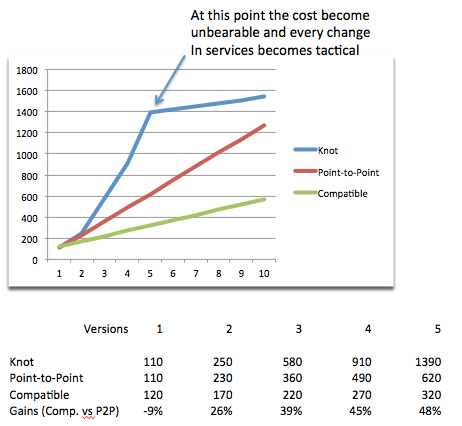 At this point the cost become
unbearable and every change
In services becomes tactical
1800
1600
1400
1200
1000
800
600
400
200
0
1 2 3 4 5 6 7 8 9 10
Knot
Point-to-Point
Compatible
Versions 1 2 3 4 5
Knot 110 250 580 910 1390
Point-to-Point 110 230 360 490 620
Compatible 120 170 220 270 320
Gains (Comp. vs P2P) -9% 26% 39% 45% 48%